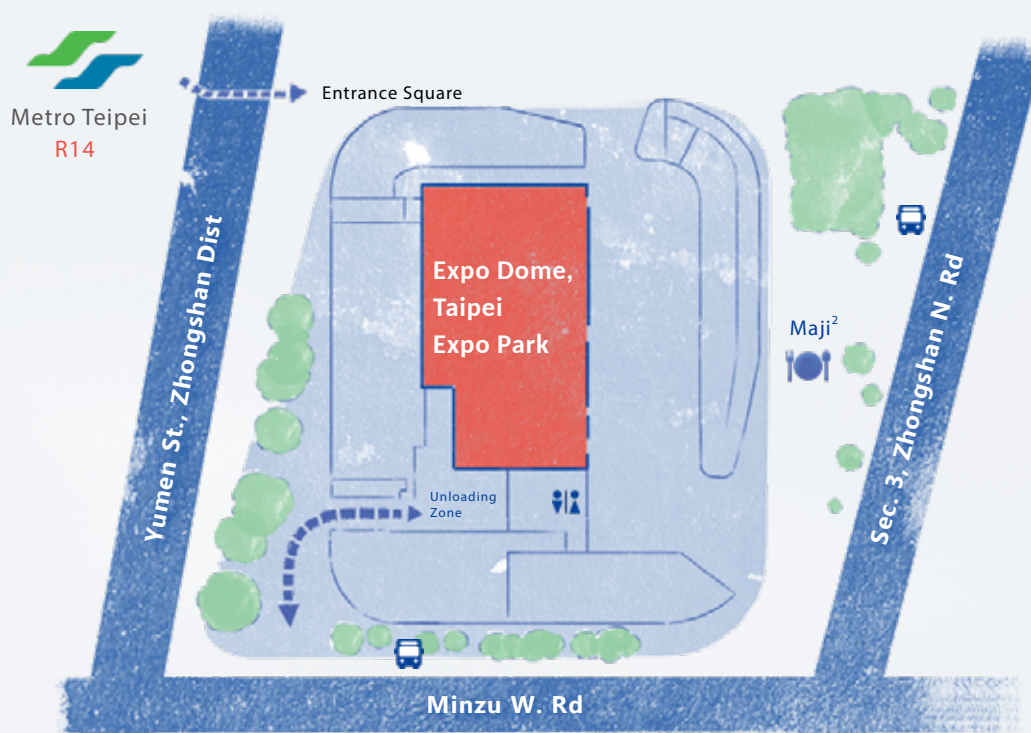 Metro Taipei
R14
Entrance Square
Yumen St., Zhongshan Dist
Expo Dome,
Taipei
Expo Park
Maji²
Sec. 3, Zhongshan N. Rd
Unloading
Zone
Minzu W. Rd